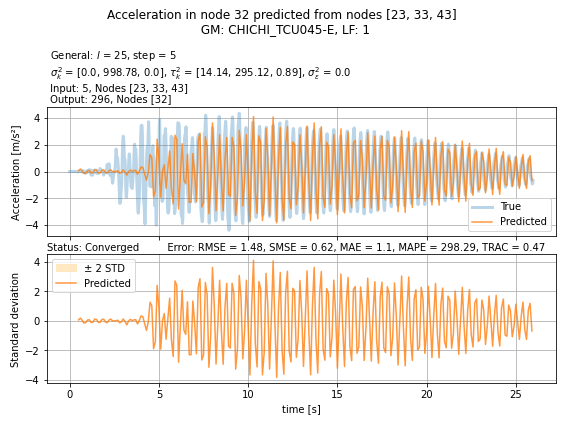 Acceleration in node 32 predicted from nodes [23, 33, 43]
GM: CHICHI_TCU045-E, LF: 1
General: l = 25, step = 5
σ²ₖ = [0.0, 998.78, 0.0], τ²ₖ = [14.14, 295.12, 0.89], σ²ε = 0.0
Input: 5, Nodes [23, 33, 43]
Output: 296, Nodes [32]
Acceleration [m/s²]
4
2
0
−2
−4
True
Predicted
Status: Converged Error: RMSE = 1.48, SMSE = 0.62, MAE = 1.1, MAPE = 298.29, TRAC = 0.47
Standard deviation
4
2
0
−2
−4
± 2 STD
Predicted
0 5 10 15 20 25
time [s]